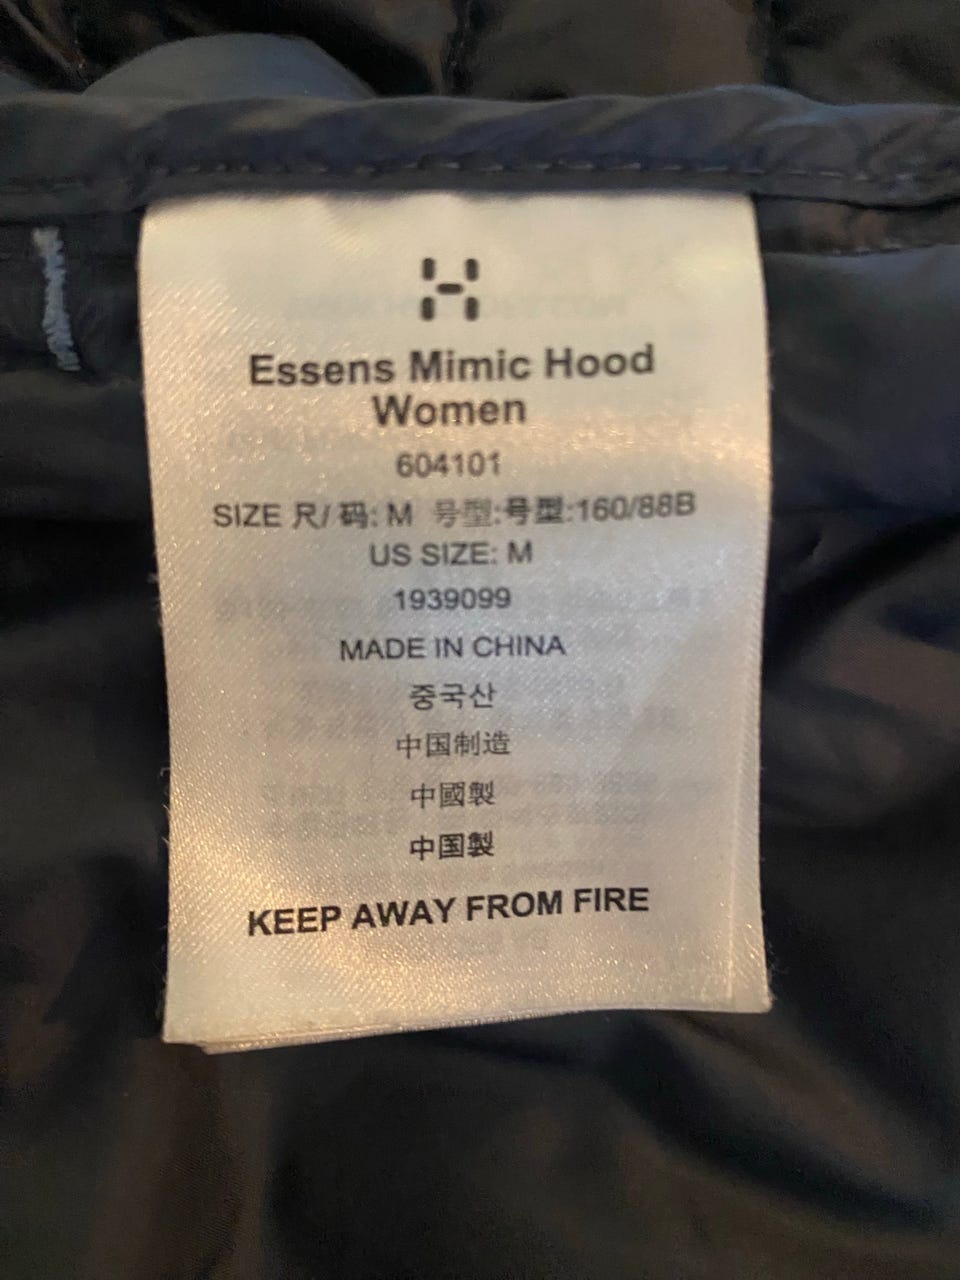 Essens Mimic Hood
Women
604101
SIZE 尺/ 码: M 号型:号型:160/88B
US SIZE: M
1939099
MADE IN CHINA
중국산
中国制造
中國製
中国製
KEEP AWAY FROM FIRE